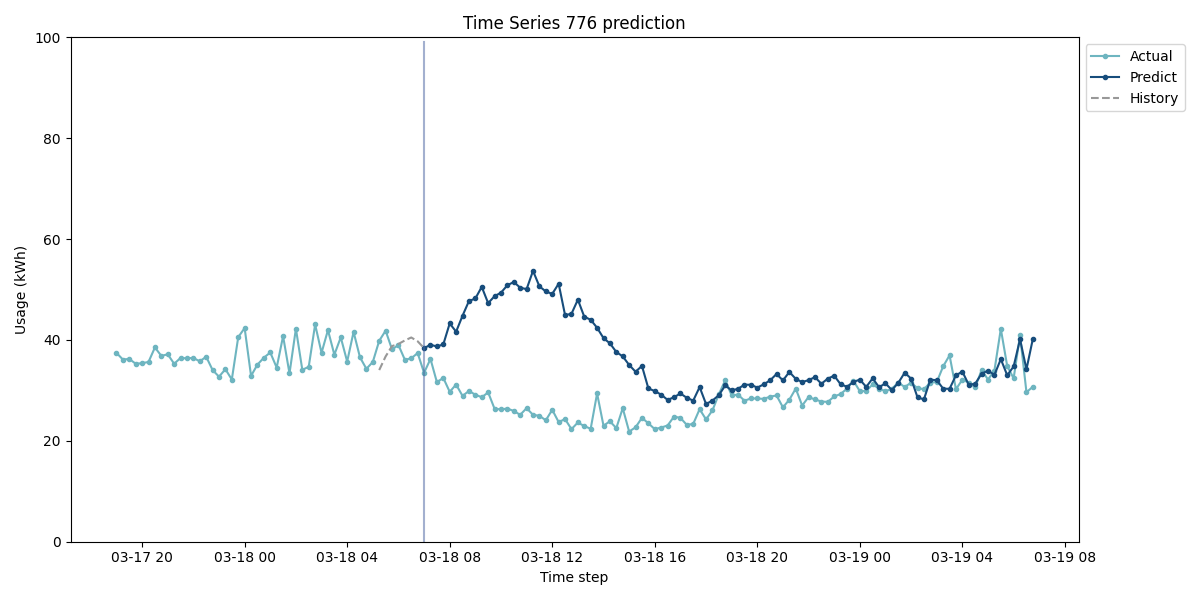 Time Series 776 prediction
100
80
60
40
20
0
Usage (kWh)
03-17 20 03-18 00 03-18 04 03-18 08 03-18 12 03-18 16 03-18 20 03-19 00 03-19 04 03-19 08
Time step
Actual
Predict
History